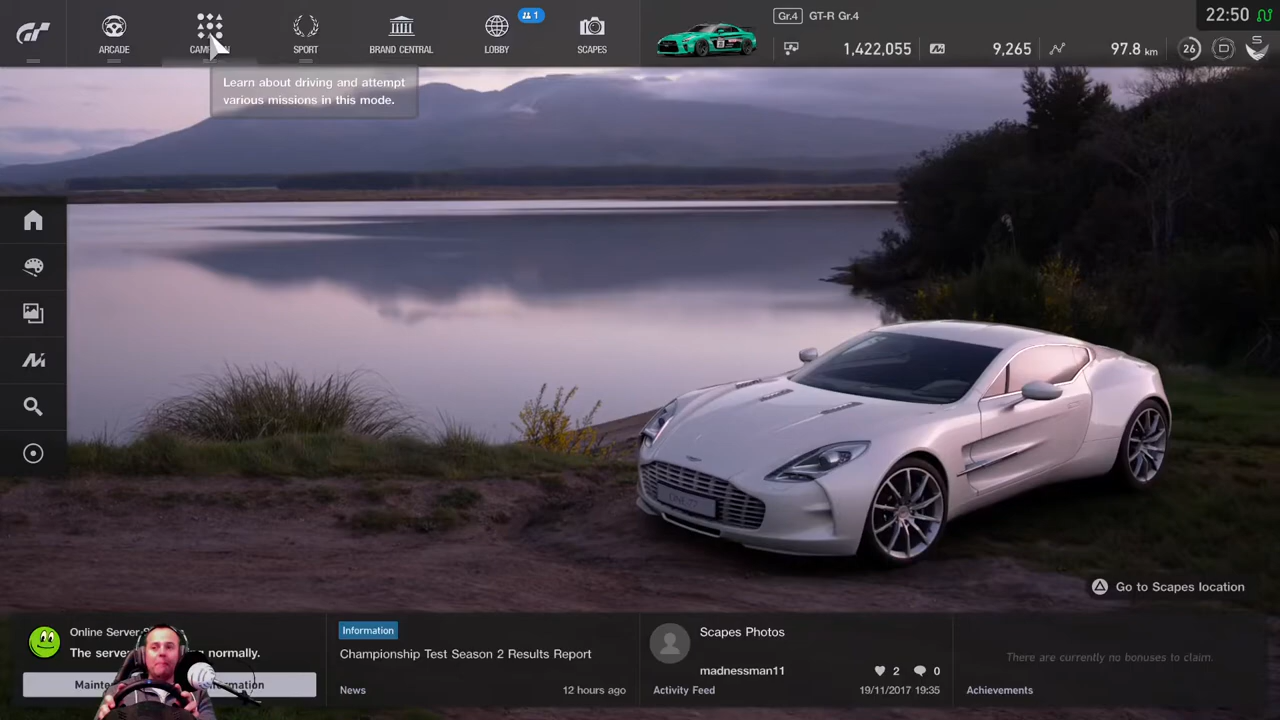 Gr.4 GT-R Gr.4
22:50
ARCADE
SPORT
BRAND CENTRAL
LOBBY
1
SCAPES
1,422,055
9,265
97.8 km
26
Learn about driving and attempt
various missions in this mode.
Go to Scapes location
Online Server
The normally.
Information
Championship Test Season 2 Results Report
News
12 hours ago
Scapes Photos
madnessman11
2
0
Activity Feed
19/11/2017 19:35
There are currently no bonuses to claim.
Achievements